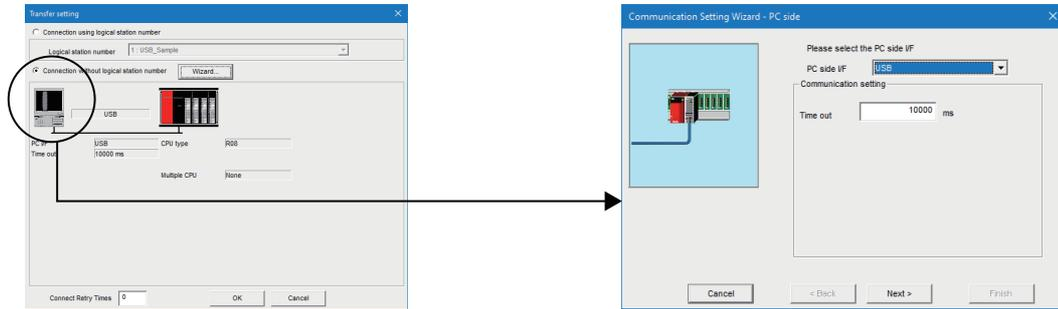 Transfer setting
Connection using logical station number
Logical station number 1 : USB_Sample
Connection without logical station number Wizard...
USB
PC I/F USB CPU type R08
Time out 10000 ms
Multiple CPU None
Connect Retry Times 0 OK Cancel
Communication Setting Wizard - PC side
Please select the PC side I/F
PC side I/F USB
Communication setting
Time out 10000 ms
Cancel < Back Next > Finish